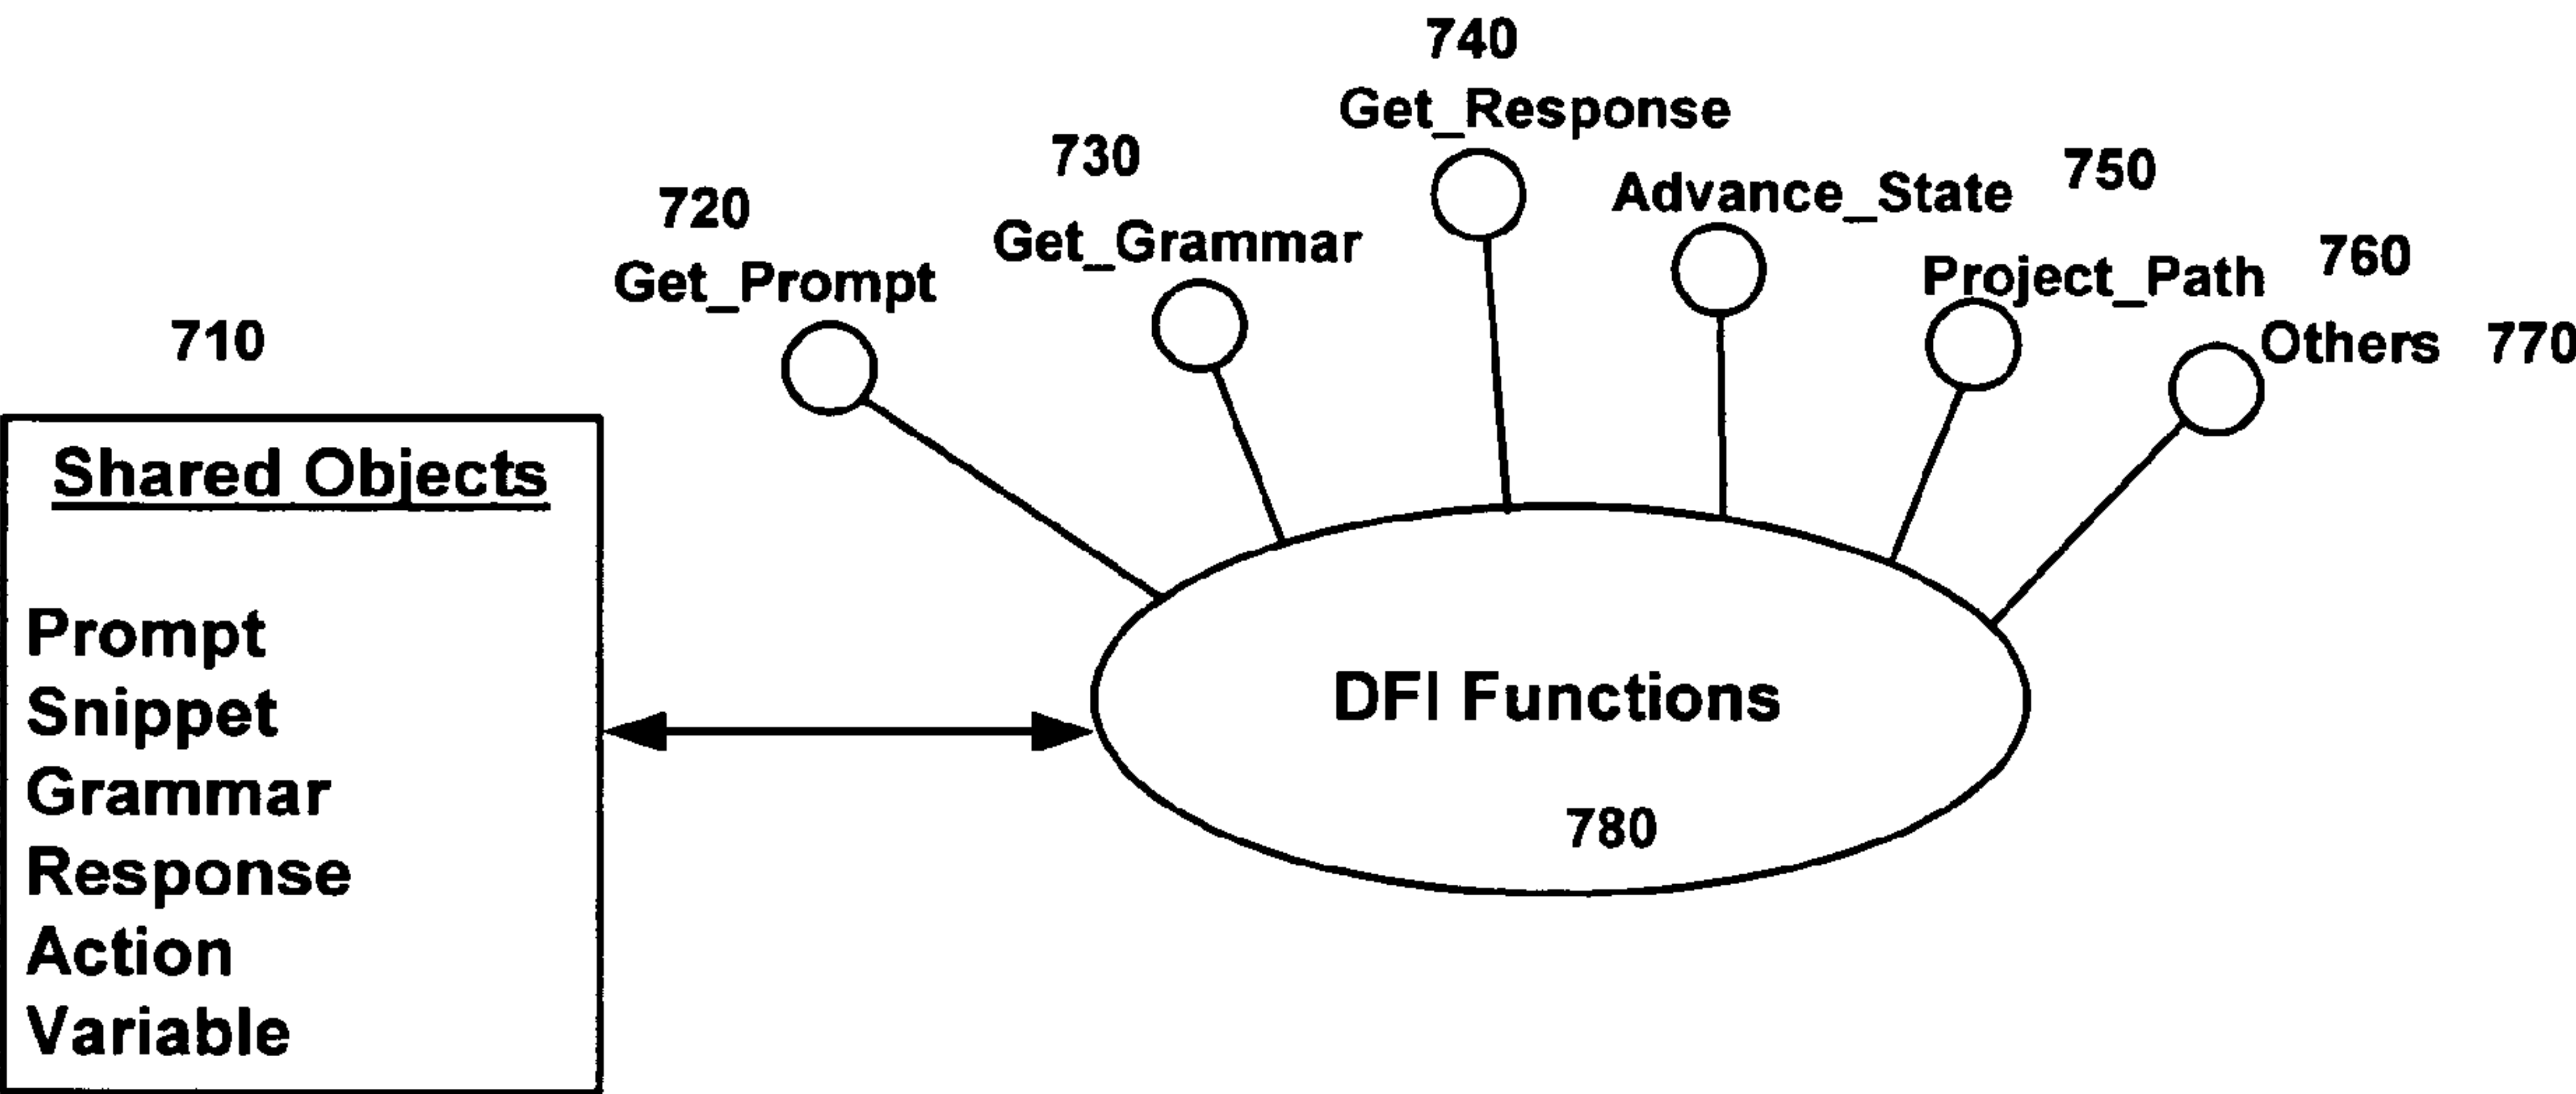 740
Get_Response
730
Get_Grammar
750
Advance_State
720
Get_Prompt
760
Project_Path
Others 770
710
Shared Objects
Prompt
Snippet
Grammar
Response
Action
Variable
DFI Functions
780